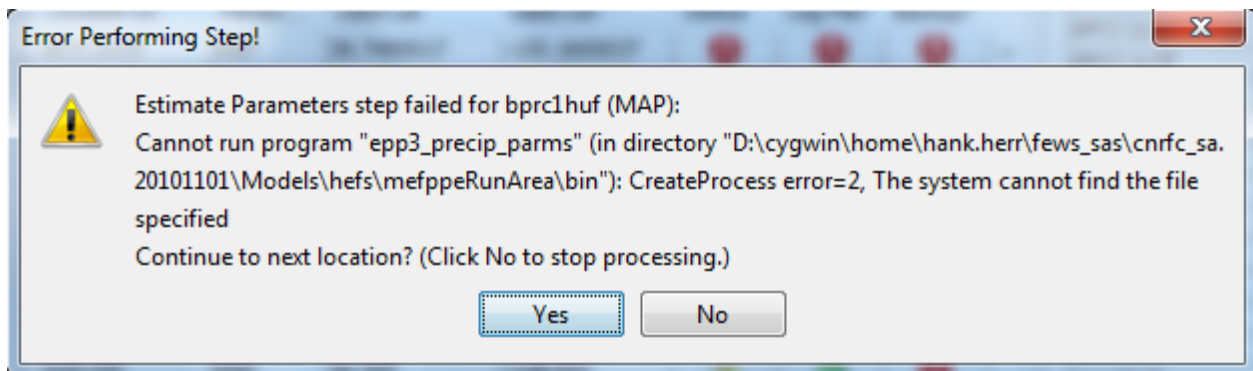 Error Performing Step!
Estimate Parameters step failed for bprc1huf (MAP):
Cannot run program "epp3_precip_parms" (in directory "D:\cygwin\home\hank.herr\fews_sas\cnrfc_sa.
20101101\Models\hefs\mefppeRunArea\bin"): CreateProcess error=2, The system cannot find the file
specified
Continue to next location? (Click No to stop processing.)
Yes No